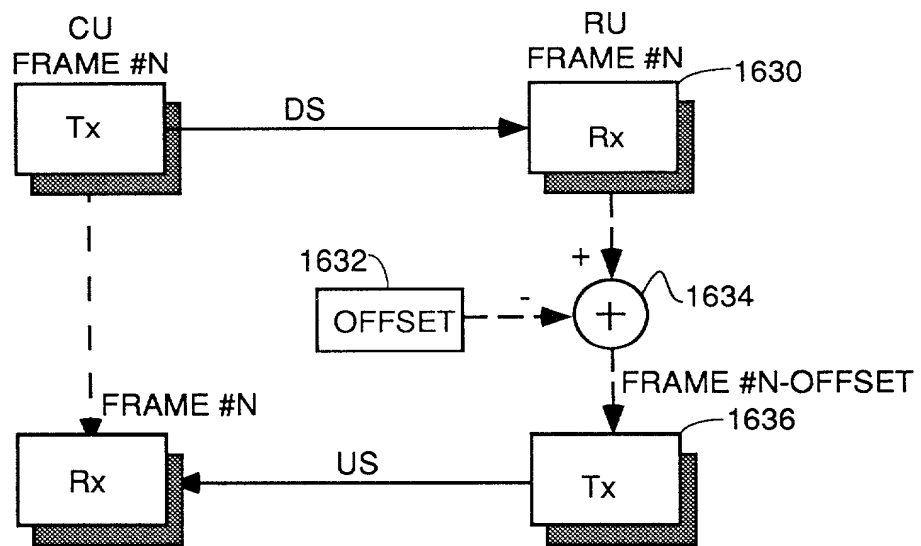 CU
FRAME #N
RU
FRAME #N
1630
Tx
DS
Rx
1632
+
-
OFFSET
+
1634
FRAME #N
FRAME #N-OFFSET
1636
Rx
US
Tx